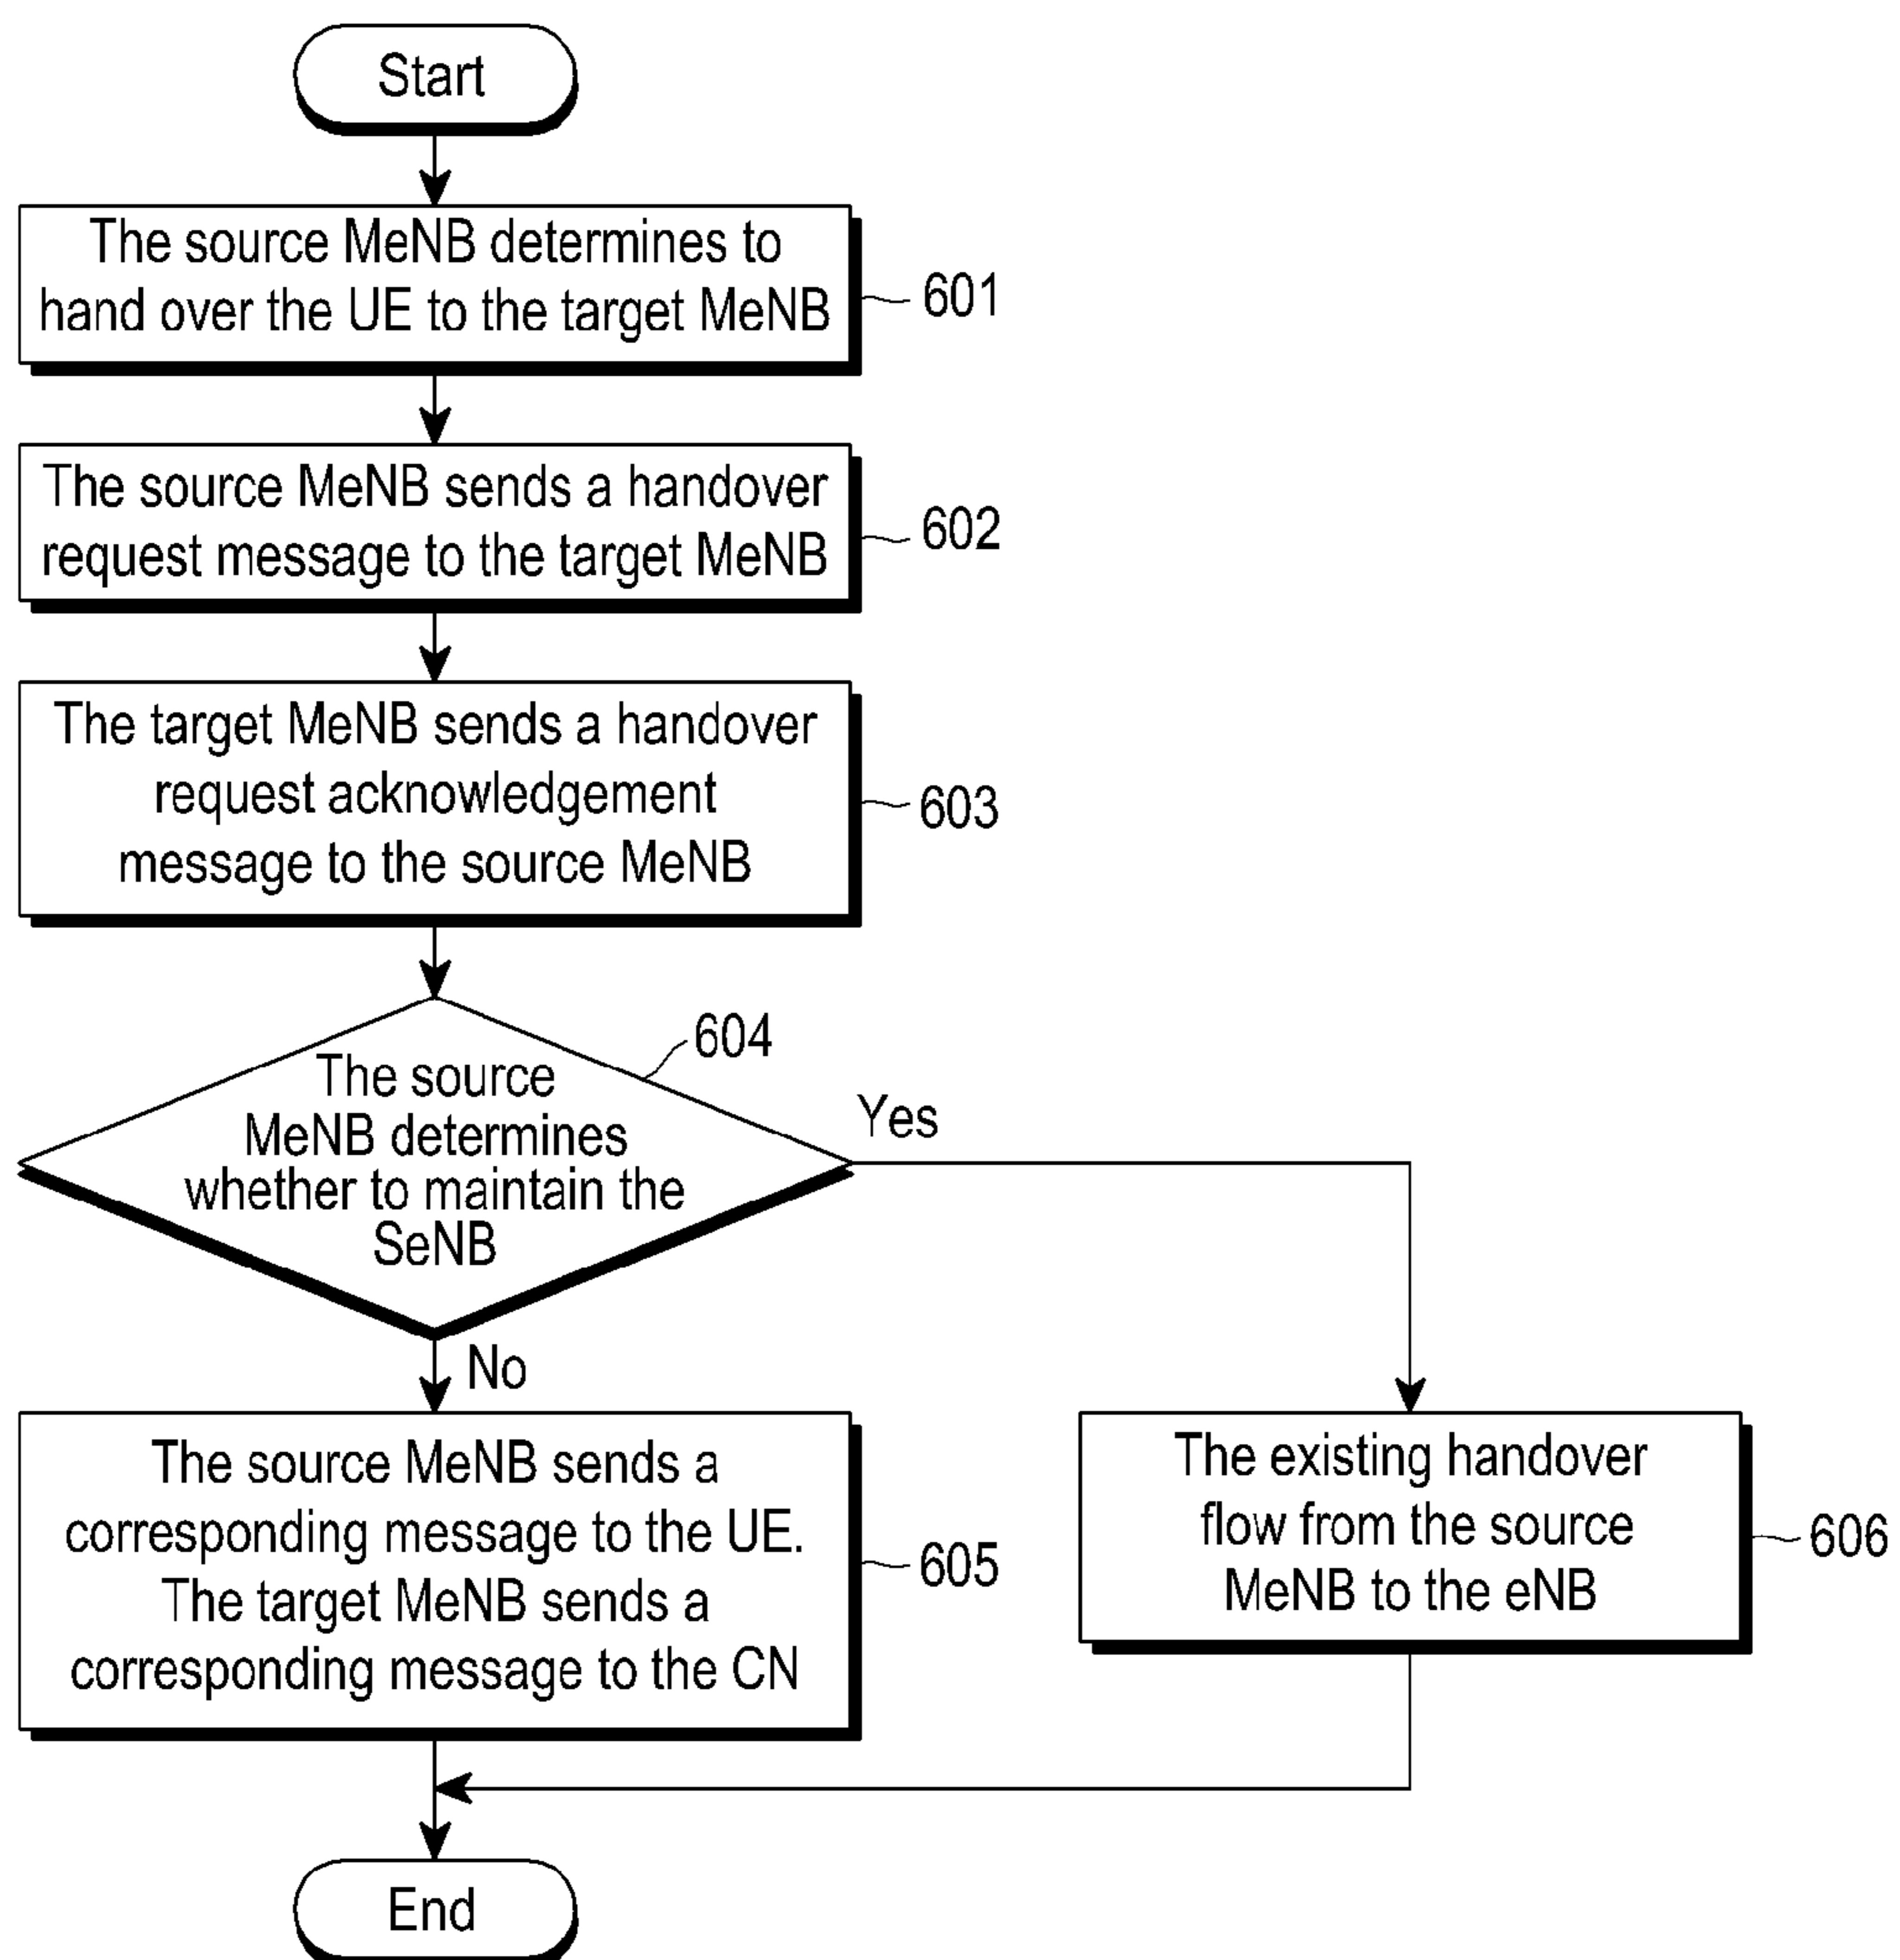 Start
The source MeNB determines to
hand over the UE to the target MeNB
601
The source MeNB sends a handover
request message to the target MeNB
602
The target MeNB sends a handover
request acknowledgement
message to the source MeNB
603
604
The source
MeNB determines
whether to maintain the
SeNB
Yes
No
The source MeNB sends a
corresponding message to the UE.
The target MeNB sends a
corresponding message to the CN
605
The existing handover
flow from the source
MeNB to the eNB
606
End